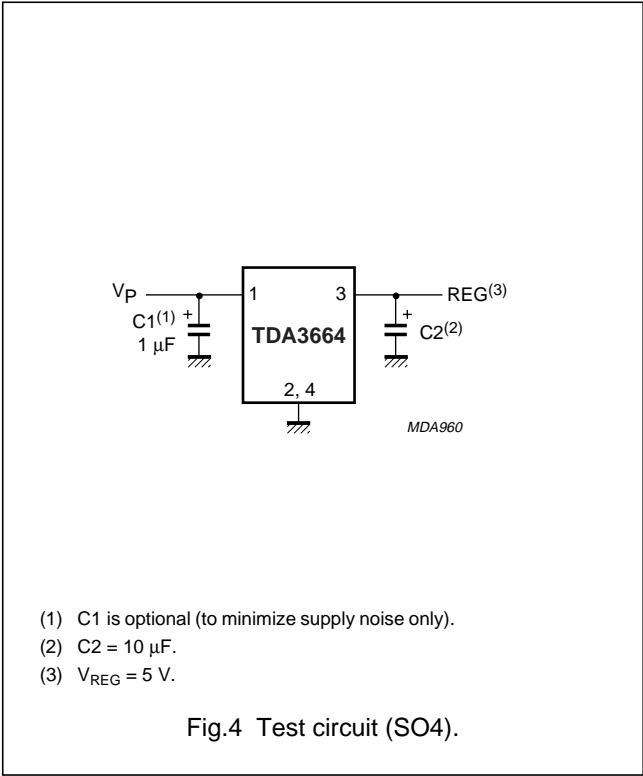 VP 1 3 REG(3)
C1(1) + + C2(2)
1 μF TDA3664
2, 4
MDA960
(1) C1 is optional (to minimize supply noise only).
(2) C2 = 10 μF.
(3) VREG = 5 V.
Fig.4 Test circuit (SO4).